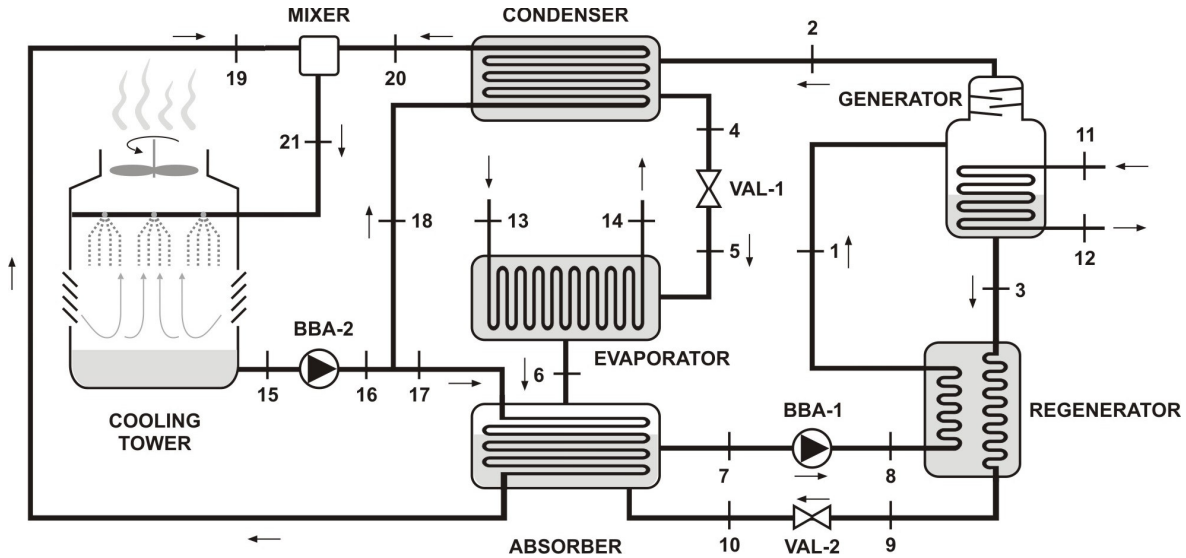 MIXER
CONDENSER
2
19
20
GENERATOR
11
21
4
VAL-1
13
14
18
5
1
12
3
BBA-2
EVAPORATOR
6
15
16
17
COOLING
TOWER
BBA-1
REGENERATOR
7
8
10
VAL-2
9
ABSORBER